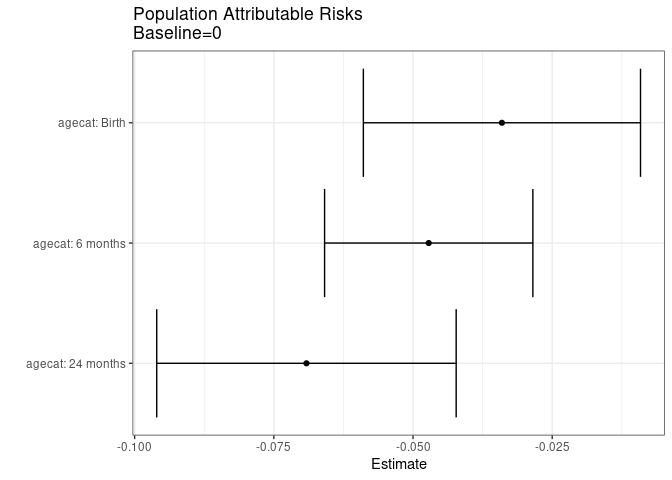 Population Attributable Risks
Baseline=0
agecat: Birth
agecat: 6 months
agecat: 24 months
-0.100 -0.075 -0.050 -0.025
Estimate